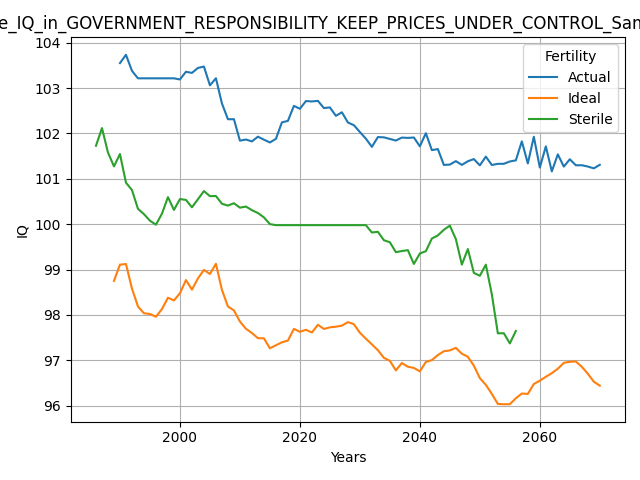 e_IQ_in_GOVERNMENT_RESPONSIBILITY_KEEP_PRICES_UNDER_CONTROL_Sam
Fertility
Actual
Ideal
Sterile
IQ
104
103
102
101
100
99
98
97
96
2000
2020
2040
2060
Years